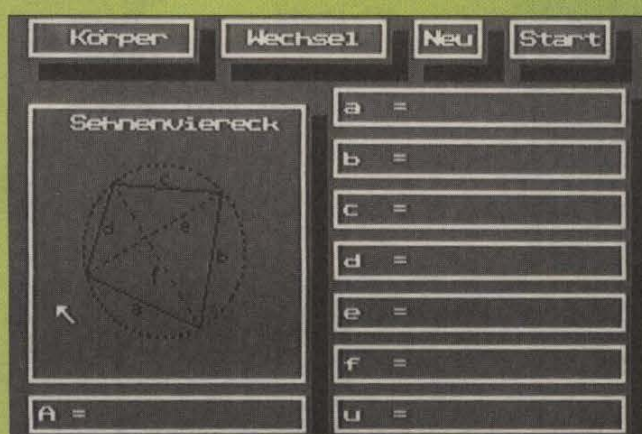 Körper Wechsel Neu Start
Sehnenviereck
c
d e b
f
a
A =
a =
b =
c =
d =
e =
f =
u =